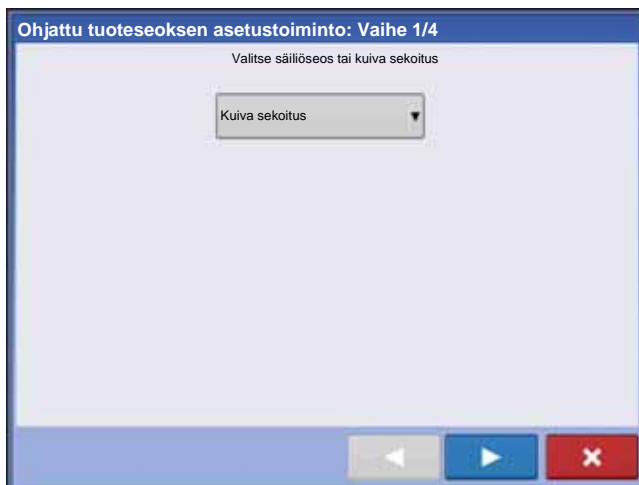 Ohjattu tuoteseoksen asetustoiminto: Vaihe 1/4
Valitse säiliöseos tai kuiva sekoitus
Kuiva sekoitus